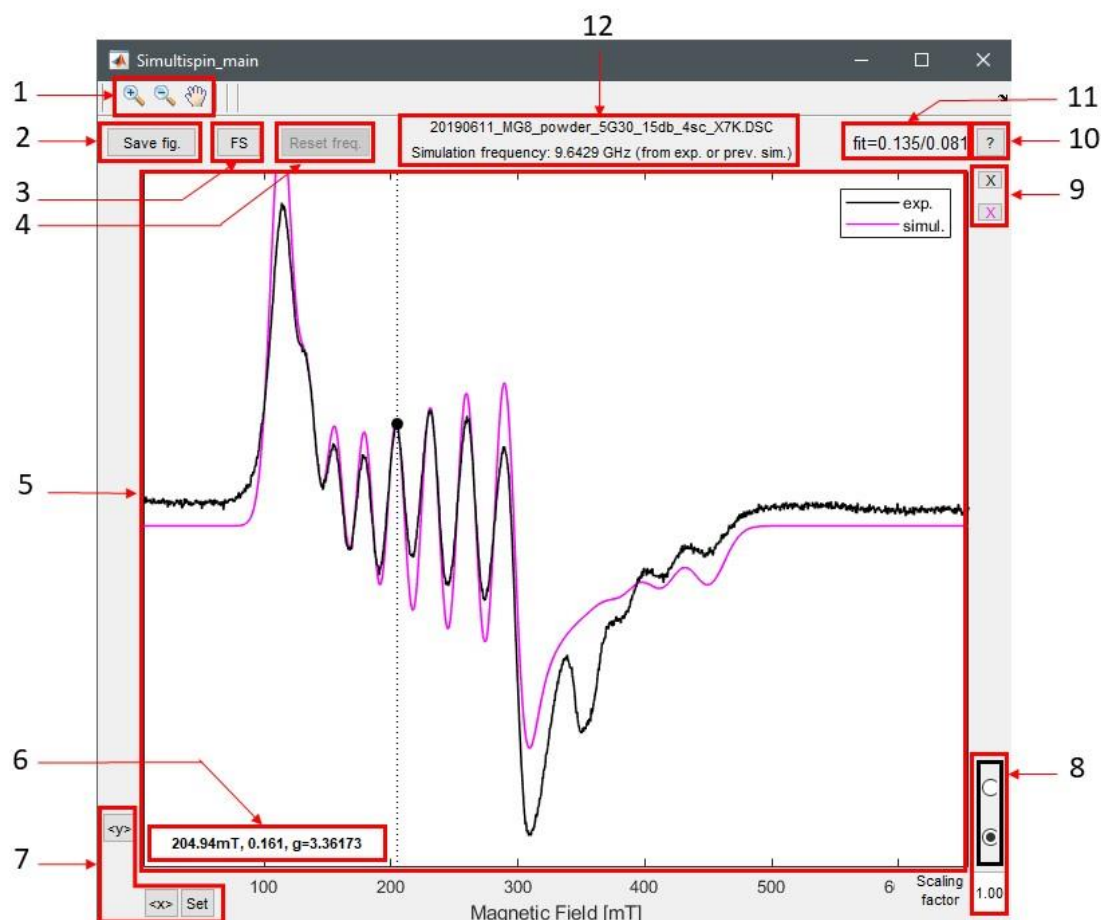 12
Simultispin_main
1
11
2
Save fig.
FS
Reset freq.
20190611_MG8_powder_5G30_15db_4sc_X7K.DSC
Simulation frequency: 9.6429 GHz (from exp. or prev. sim.)
fit=0.135/0.081
?
10
3
4
X
9
X
exp.
simul.
5
6
8
<y>
204.94mT, 0.161, g=3.36173
7
100
200
300
400
500
6
Scaling
factor
1.00
<x>
Set
Magnetic Field [mT]